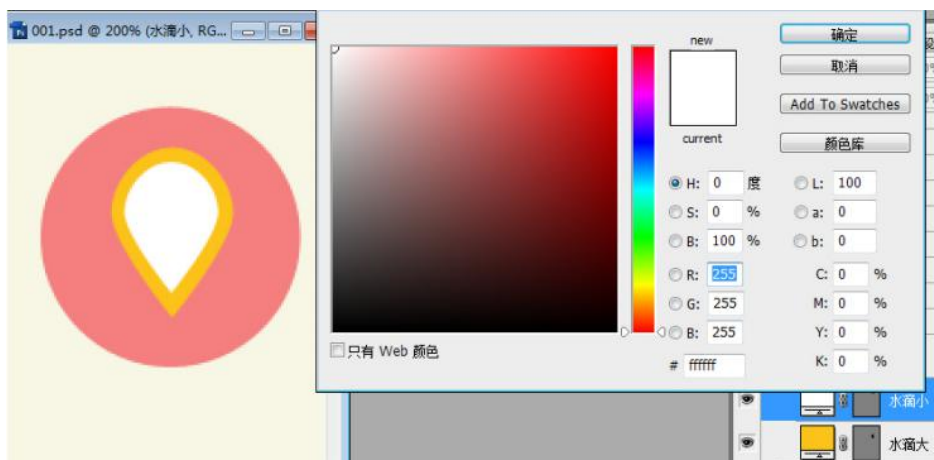 001.psd @ 200% (水滴小, RG...
new
current
确定
取消
Add To Swatches
颜色库
H: 0 度
S: 0 %
B: 100 %
R: 255
G: 255
B: 255
# ffffff
L: 100
a: 0
b: 0
C: 0 %
M: 0 %
Y: 0 %
K: 0 %
只有 Web 颜色
水滴小
水滴大